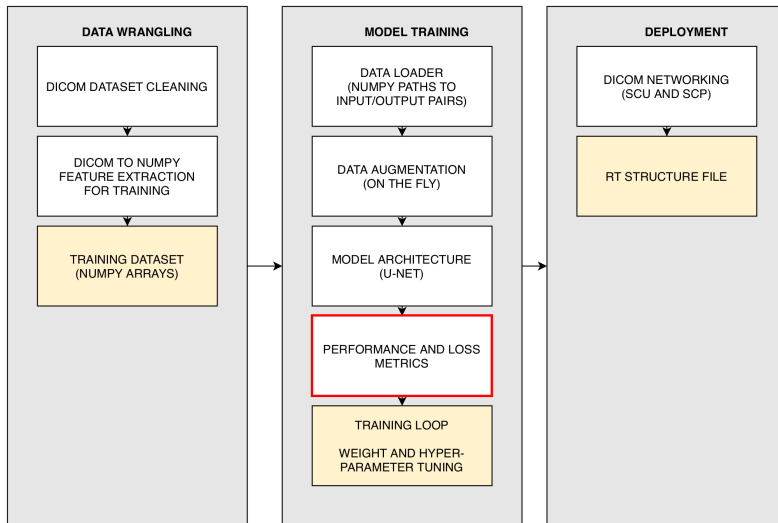 DATA WRANGLING
DICOM DATASET CLEANING
DICOM TO NUMPY
FEATURE EXTRACTION
FOR TRAINING
TRAINING DATASET
(NUMPY ARRAYS)
MODEL TRAINING
DATA LOADER
(NUMPY PATHS TO
INPUT/OUTPUT PAIRS)
DATA AUGMENTATION
(ON THE FLY)
MODEL ARCHITECTURE
(U-NET)
PERFORMANCE AND LOSS
METRICS
TRAINING LOOP
WEIGHT AND HYPER-
PARAMETER TUNING
DEPLOYMENT
DICOM NETWORKING
(SCU AND SCP)
RT STRUCTURE FILE